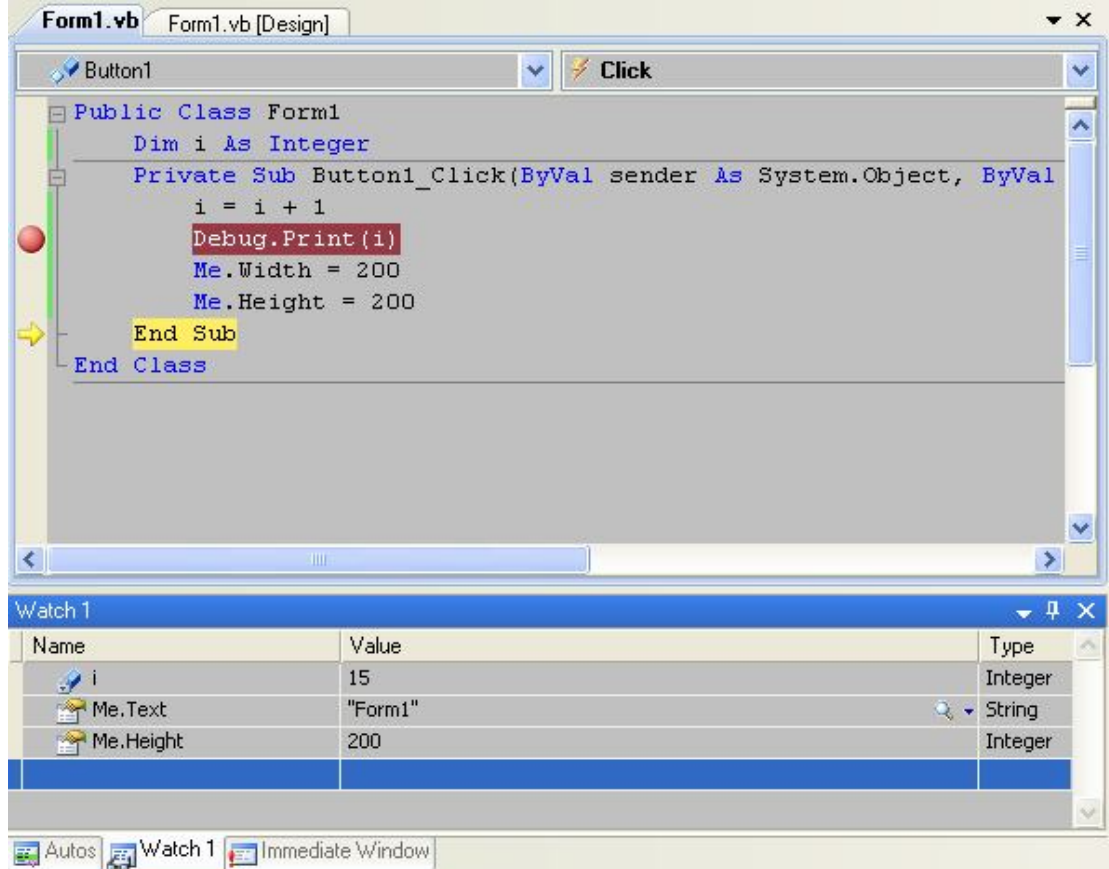 Form1.vb Form1.vb [Design]
Button1 Click
Public Class Form1
Dim i As Integer
Private Sub Button1_Click(ByVal sender As System.Object, ByVal
i = i + 1
Debug.Print(i)
Me.Width = 200
Me.Height = 200
End Sub
End Class
Watch 1
Name Value Type
i 15 Integer
Me.Text "Form1" String
Me.Height 200 Integer
Autos Watch 1 Immediate Window